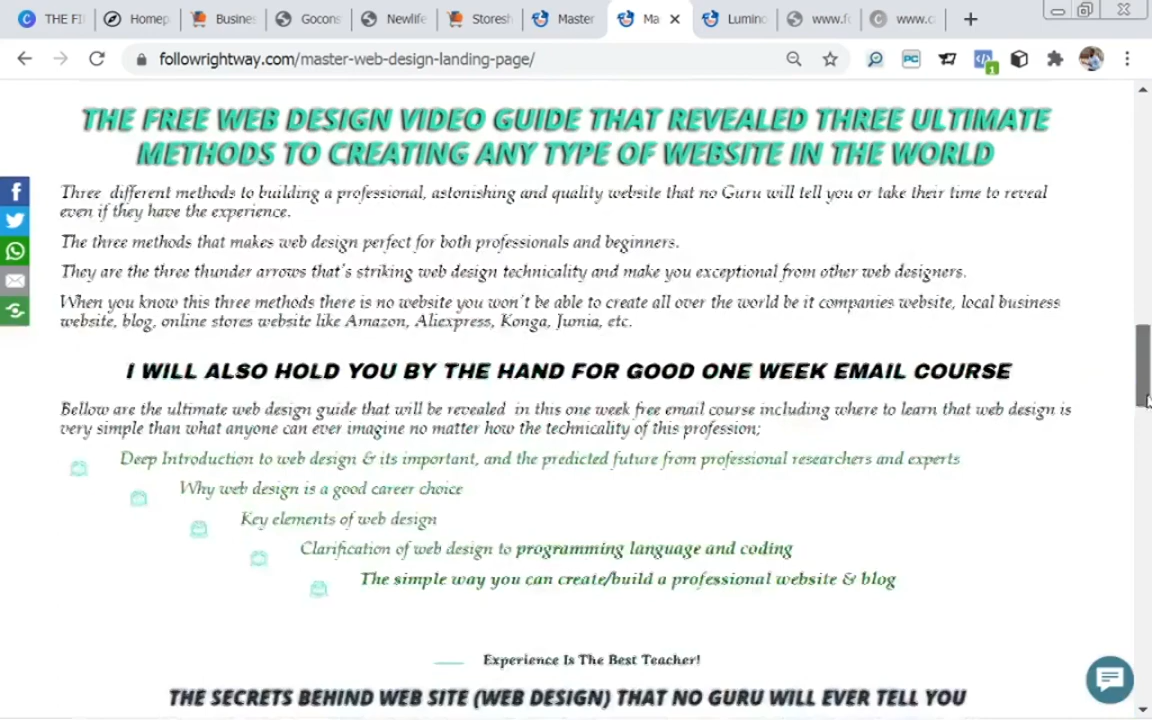 THE FI
Homep
Busine
Gocons
Newlife
Storesh
Master
Ma
Lumino
www.fo
www.c
followrightway.com/master-web-design-landing-page/
PC
1
THE FREE WEB DESIGN VIDEO GUIDE THAT REVEALED THREE ULTIMATE
METHODS TO CREATING ANY TYPE OF WEBSITE IN THE WORLD
Three different methods to building a professional, astonishing and quality website that no Guru will tell you or take their time to reveal
even if they have the experience.
The three methods that makes web design perfect for both professionals and beginners.
They are the three thunder arrows that's striking web design technicality and make you exceptional from other web designers.
When you know this three methods there is no website you won't be able to create all over the world be it companies website, local business
website, blog, online stores website like Amazon, Aliexpress, Konga, Jumia, etc.
I WILL ALSO HOLD YOU BY THE HAND FOR GOOD ONE WEEK EMAIL COURSE
Bellow are the ultimate web design guide that will be revealed in this one week free email course including where to learn that web design is
very simple than what anyone can ever imagine no matter how the technicality of this profession;
Deep Introduction to web design & its important, and the predicted future from professional researchers and experts
Why web design is a good career choice
Key elements of web design
Clarification of web design to programming language and coding
The simple way you can create/build a professional website & blog
Experience Is The Best Teacher!
THE SECRETS BEHIND WEB SITE (WEB DESIGN) THAT NO GURU WILL EVER TELL YOU